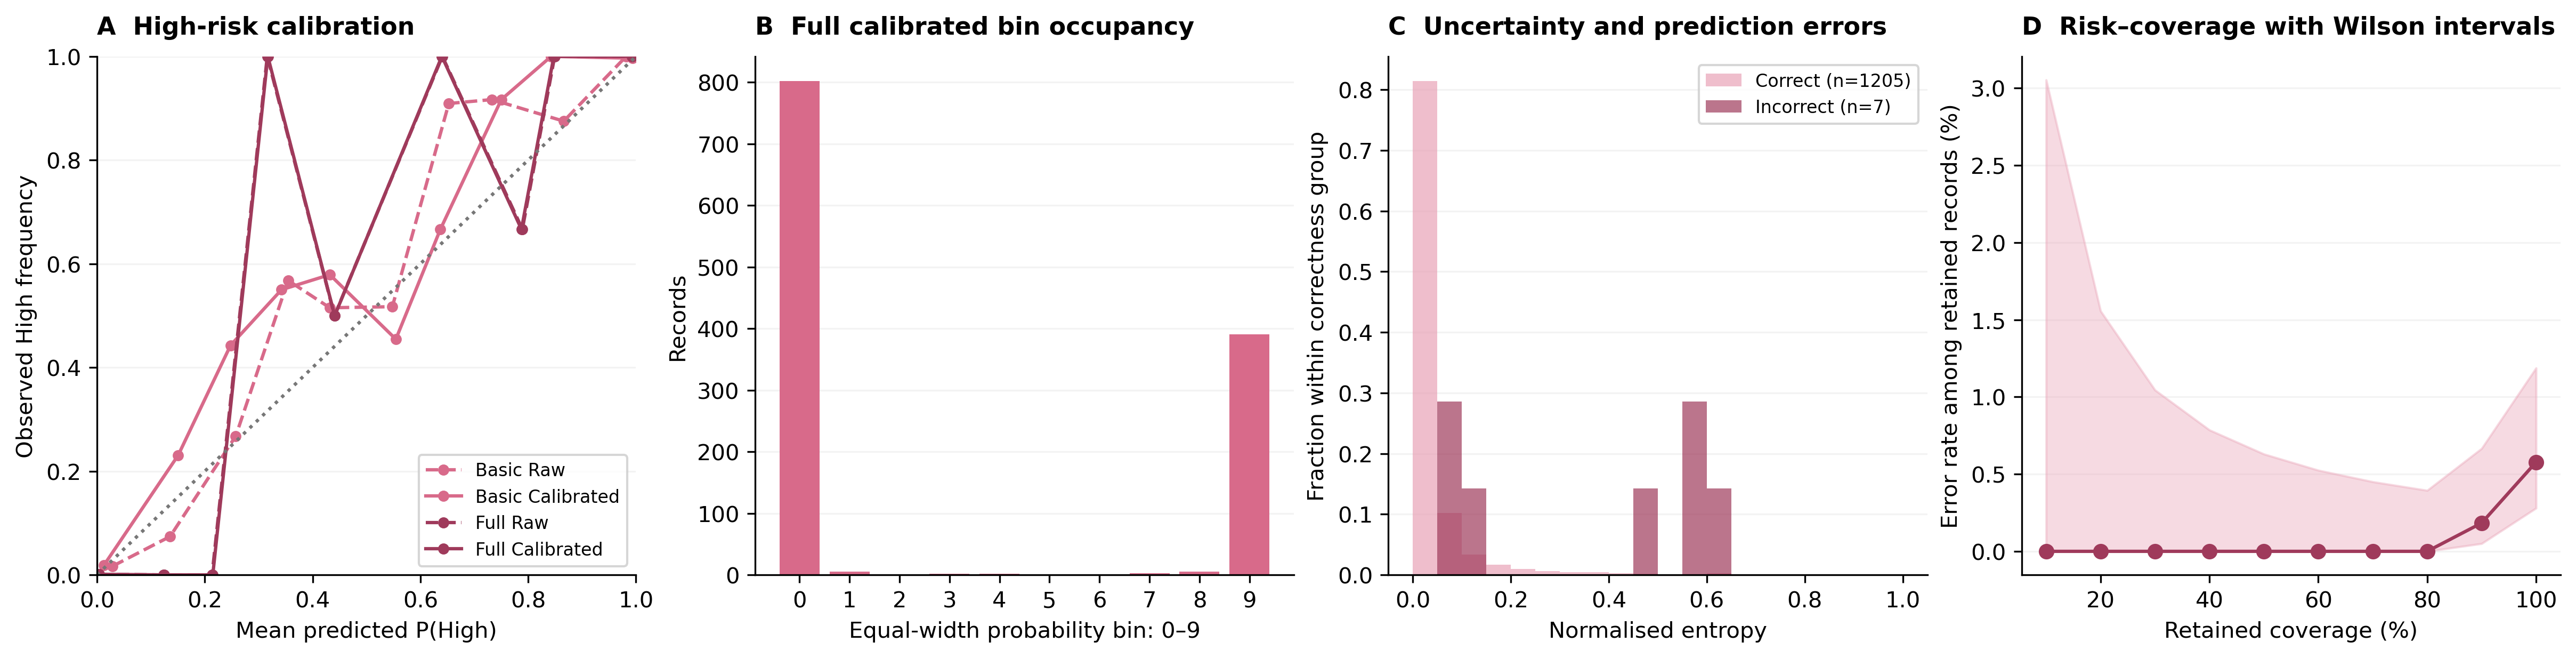 A  High-risk calibration
1.0
0.8
0.6
0.4
0.2
0.0
Observed High frequency
0.0 0.2 0.4 0.6 0.8 1.0
Mean predicted P(High)
Basic Raw
Basic Calibrated
Full Raw
Full Calibrated
B  Full calibrated bin occupancy
800
700
600
500
400
300
200
100
0
Records
0 1 2 3 4 5 6 7 8 9
Equal-width probability bin: 0–9
C  Uncertainty and prediction errors
0.8
0.7
0.6
0.5
0.4
0.3
0.2
0.1
0.0
Fraction within correctness group
0.0 0.2 0.4 0.6 0.8 1.0
Normalised entropy
Correct (n=1205)
Incorrect (n=7)
D  Risk–coverage with Wilson intervals
3.0
2.5
2.0
1.5
1.0
0.5
0.0
Error rate among retained records (%)
20 40 60 80 100
Retained coverage (%)